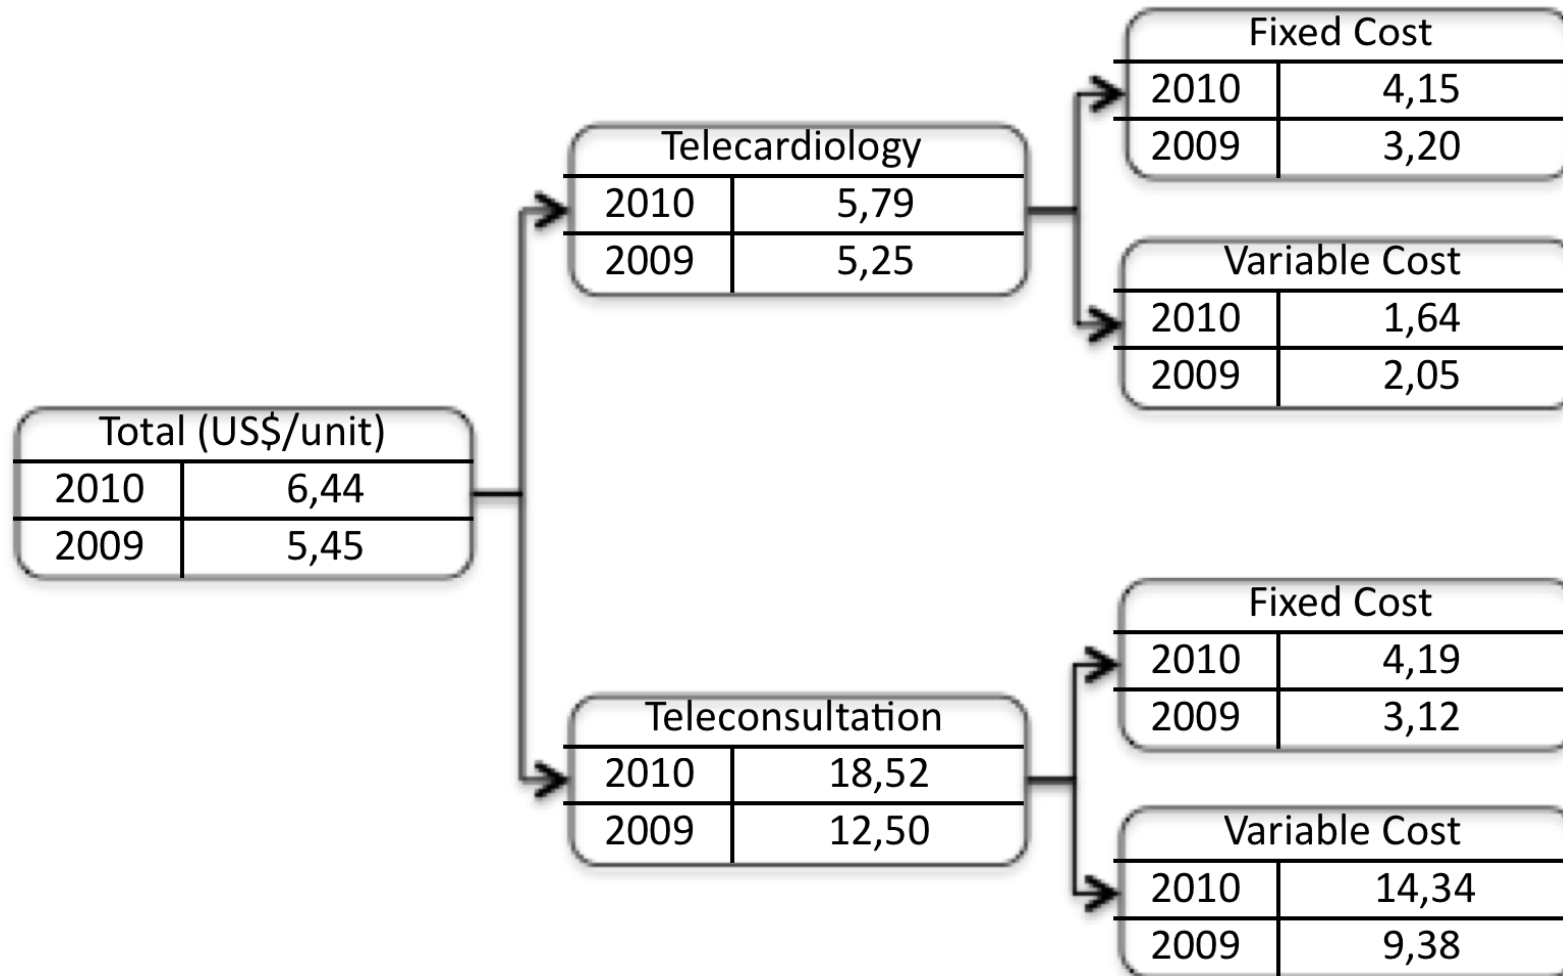 Total (US$/unit)
2010 6,44
2009 5,45
Telecardiology
2010 5,79
2009 5,25
Fixed Cost
2010 4,15
2009 3,20
Variable Cost
2010 1,64
2009 2,05
Teleconsultation
2010 18,52
2009 12,50
Fixed Cost
2010 4,19
2009 3,12
Variable Cost
2010 14,34
2009 9,38